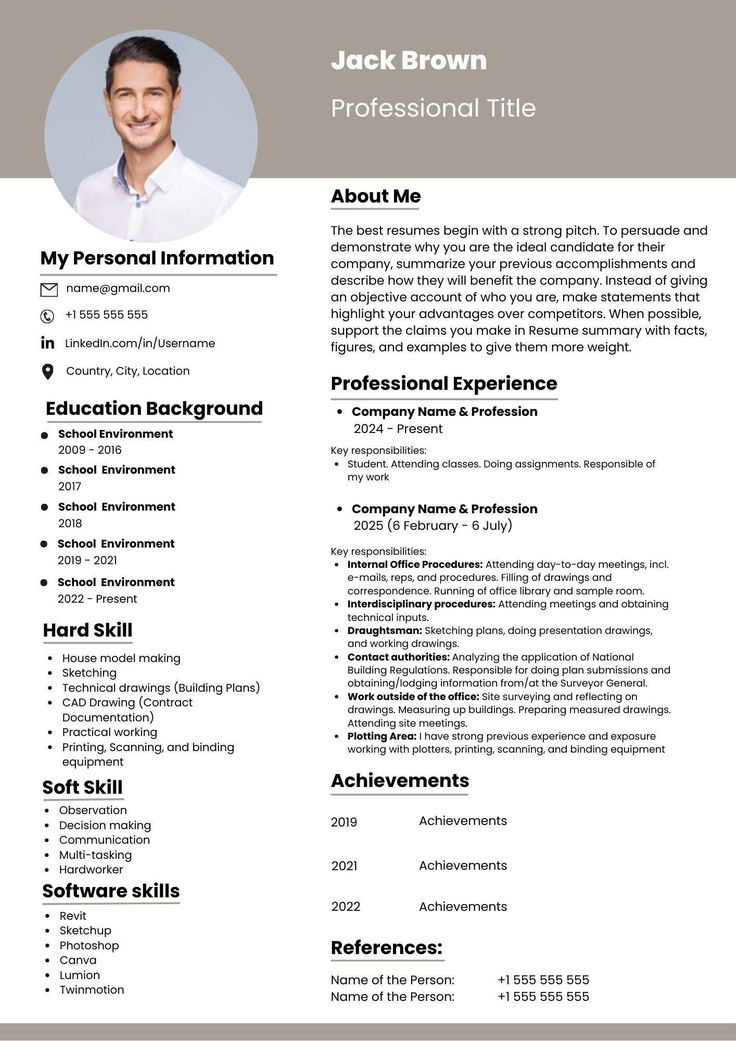 Jack Brown
Professional Title
My Personal Information
name@gmail.com
+1 555 555 555
LinkedIn.com/in/Username
Country, City, Location
Education Background
School Environment
2009 - 2016
School Environment
2017
School Environment
2018
School Environment
2019 - 2021
School Environment
2022 - Present
Hard Skill
House model making
Sketching
Technical drawings (Building Plans)
CAD Drawing (Contract
Documentation)
Practical working
Printing, Scanning, and binding
equipment
Soft Skill
Observation
Decision making
Communication
Multi-tasking
Hardworker
Software skills
Revit
Sketchup
Photoshop
Canva
Lumion
Twinmotion
About Me
The best resumes begin with a strong pitch. To persuade and
demonstrate why you are the ideal candidate for their
company, summarize your previous accomplishments and
describe how they will benefit the company. Instead of giving
an objective account of who you are, make statements that
highlight your advantages over competitors. When possible,
support the claims you make in Resume summary with facts,
figures, and examples to give them more weight.
Professional Experience
Company Name & Profession
2024 - Present
Key responsibilities:
Student. Attending classes. Doing assignments. Responsible of
my work
Company Name & Profession
2025 (6 February - 6 July)
Key responsibilities:
Internal Office Procedures: Attending day-to-day meetings, incl.
e-mails, reps, and procedures. Filling of drawings and
correspondence. Running of office library and sample room.
Interdisciplinary procedures: Attending meetings and obtaining
technical inputs.
Draughtsman: Sketching plans, doing presentation drawings,
and working drawings.
Contact authorities: Analyzing the application of National
Building Regulations. Responsible for doing plan submissions and
obtaining/lodging information from/at the Surveyor General.
Work outside of the office: Site surveying and reflecting on
drawings. Measuring up buildings. Preparing measured drawings.
Attending site meetings.
Plotting Area: I have strong previous experience and exposure
working with plotters, printing, scanning, and binding equipment
Achievements
2019 Achievements
2021 Achievements
2022 Achievements
References:
Name of the Person: +1 555 555 555
Name of the Person: +1 555 555 555